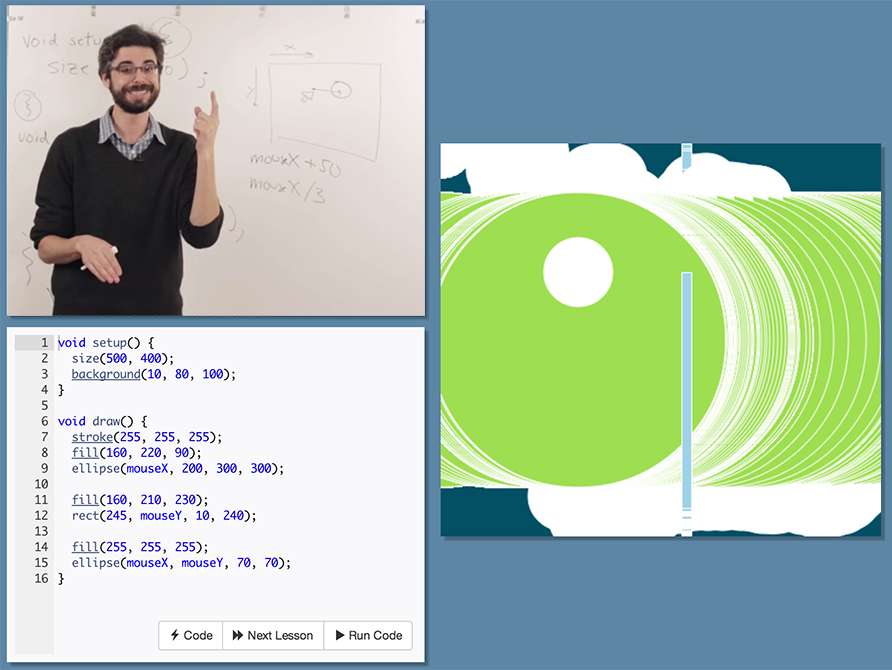 void setup
size
j
x
y
{
void
mouseX + 50
mouseX / 3
);
}
1 void setup() {
2 size(500, 400);
3 background(10, 80, 100);
4 }
5
6 void draw() {
7 stroke(255, 255, 255);
8 fill(160, 220, 90);
9 ellipse(mouseX, 200, 300, 300);
10
11 fill(160, 210, 230);
12 rect(245, mouseY, 10, 240);
13
14 fill(255, 255, 255);
15 ellipse(mouseX, mouseY, 70, 70);
16 }
Code Next Lesson Run Code